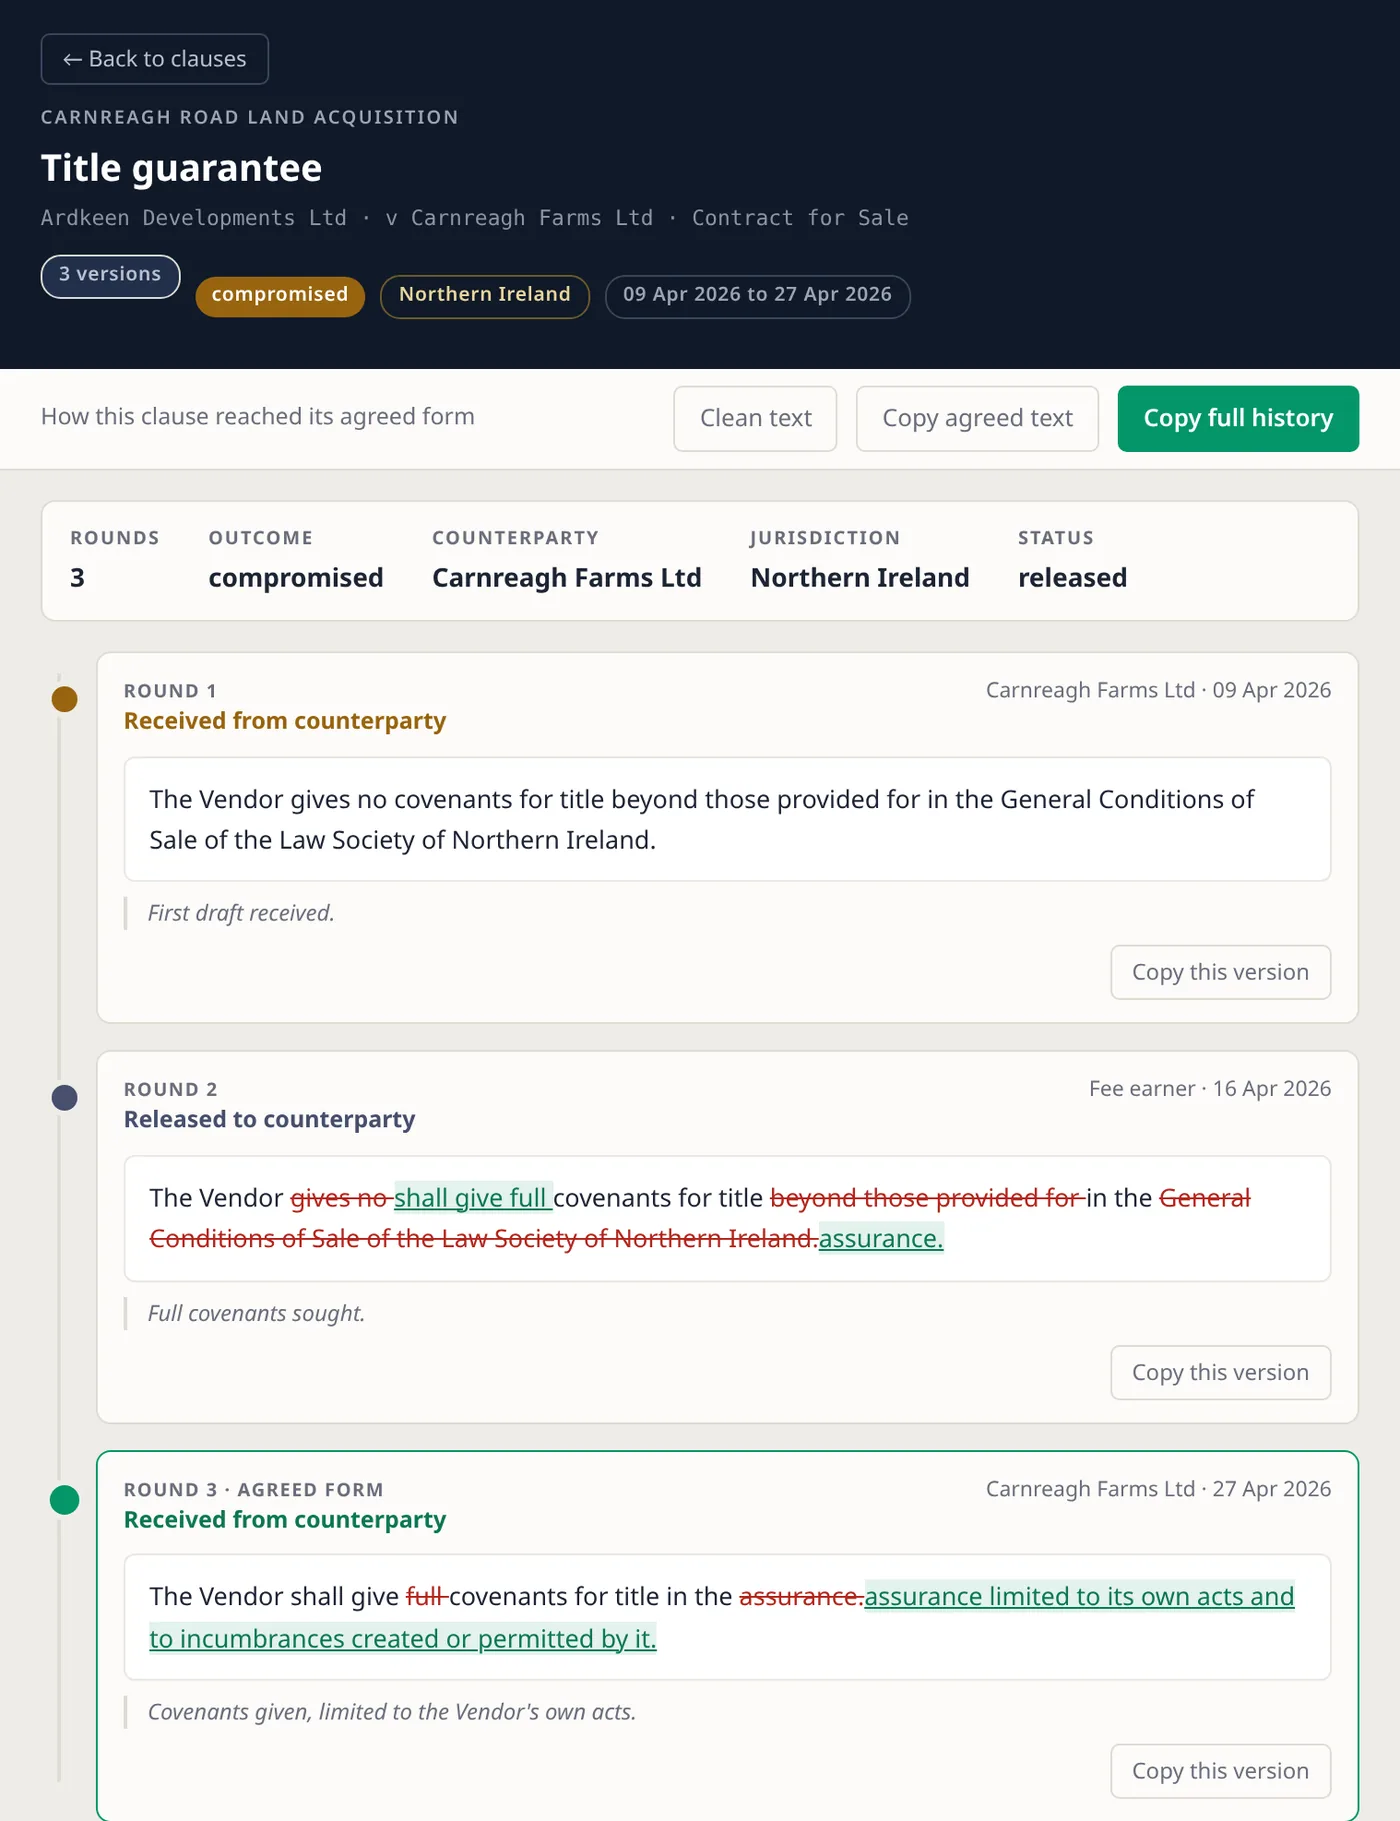 ← Back to clauses
CARNREAGH ROAD LAND ACQUISITION
Title guarantee
Ardkeen Developments Ltd · v Carnreagh Farms Ltd · Contract for Sale
3 versions compromised Northern Ireland 09 Apr 2026 to 27 Apr 2026
How this clause reached its agreed form Clean text Copy agreed text Copy full history
ROUNDS OUTCOME COUNTERPARTY JURISDICTION STATUS
3 compromised Carnreagh Farms Ltd Northern Ireland released
ROUND 1 Carnreagh Farms Ltd · 09 Apr 2026
Received from counterparty
The Vendor gives no covenants for title beyond those provided for in the General Conditions of
Sale of the Law Society of Northern Ireland.
First draft received.
Copy this version
ROUND 2 Fee earner · 16 Apr 2026
Released to counterparty
The Vendor gives no shall give full covenants for title beyond those provided for in the General
Conditions of Sale of the Law Society of Northern Ireland.assurance.
Full covenants sought.
Copy this version
ROUND 3 · AGREED FORM Carnreagh Farms Ltd · 27 Apr 2026
Received from counterparty
The Vendor shall give full covenants for title in the assurance.assurance limited to its own acts and
to incumbrances created or permitted by it.
Covenants given, limited to the Vendor's own acts.
Copy this version